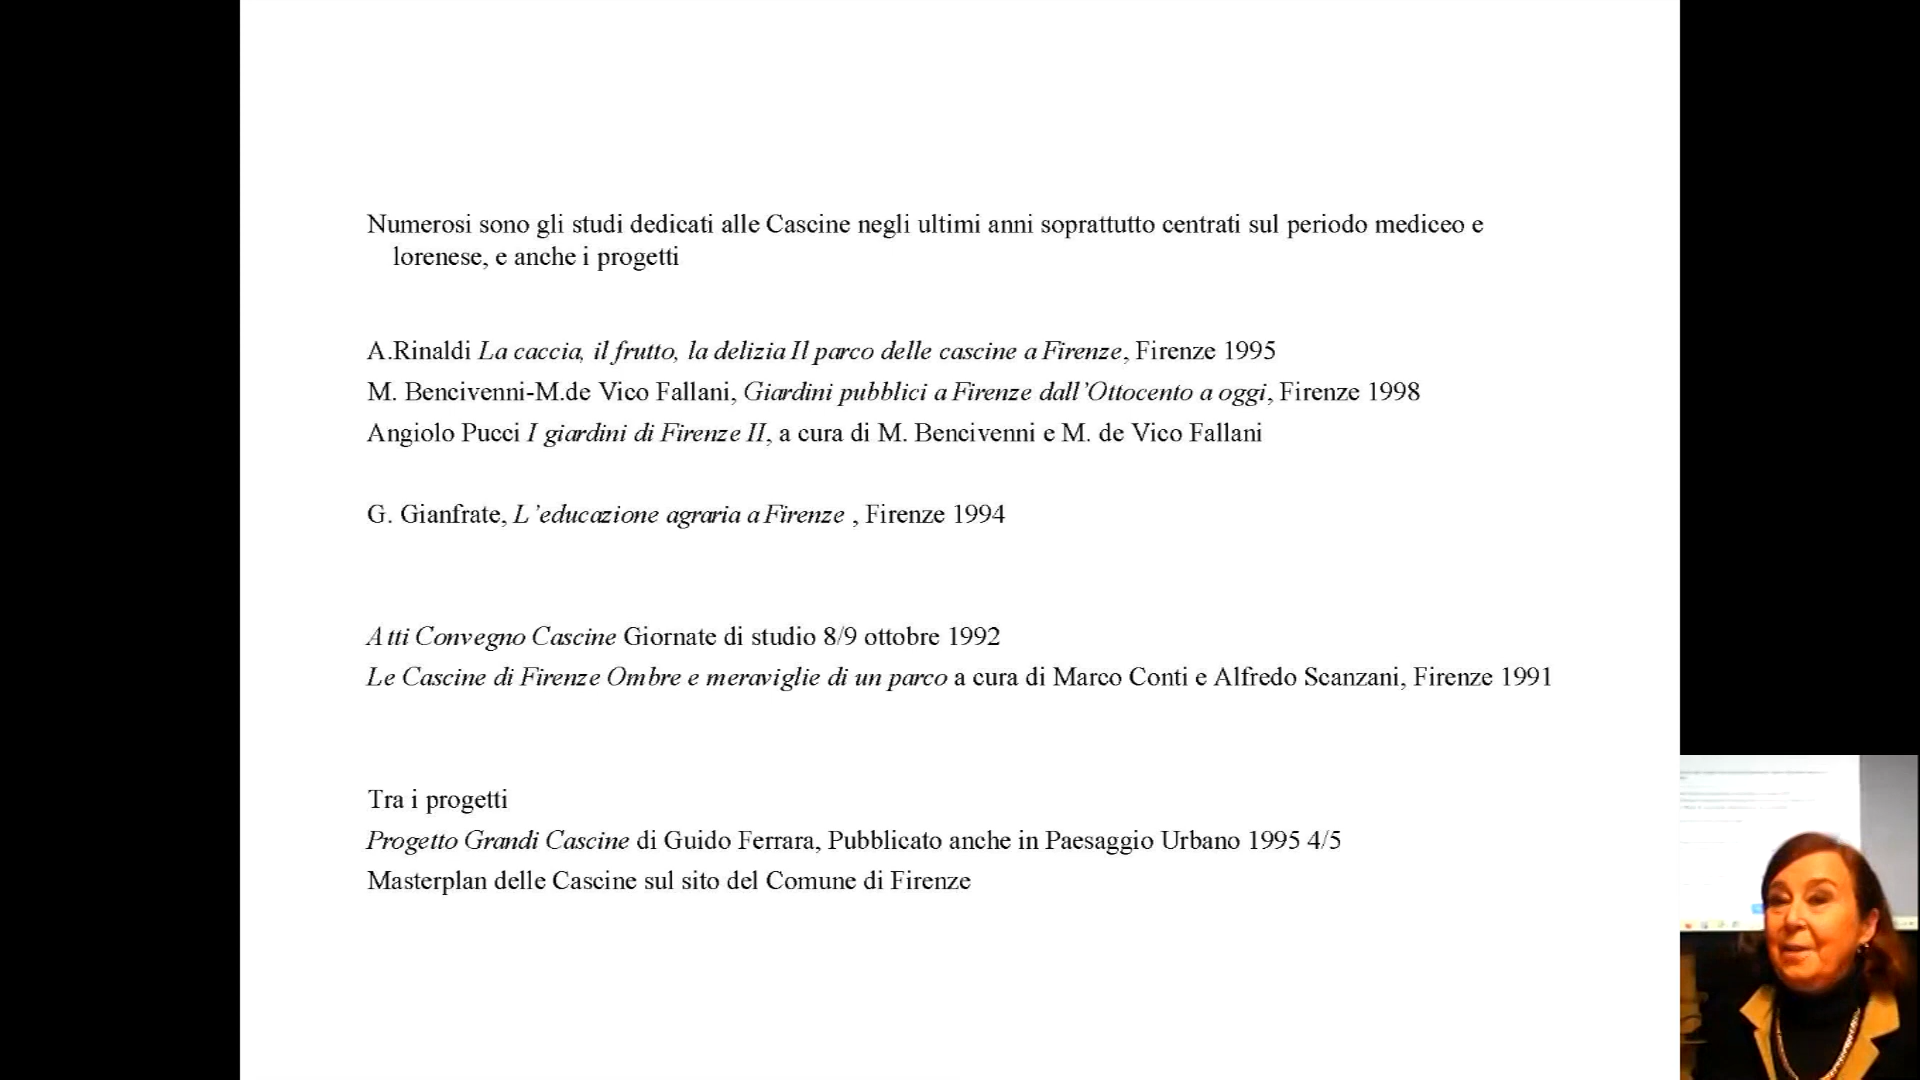 Numerosi sono gli studi dedicati alle Cascine negli ultimi anni soprattutto centrati sul periodo mediceo e
lorenese, e anche i progetti
A.Rinaldi La caccia, il frutto, la delizia Il parco delle cascine a Firenze, Firenze 1995
M. Bencivenni-M.de Vico Fallani, Giardini pubblici a Firenze dall'Ottocento a oggi, Firenze 1998
Angiolo Pucci I giardini di Firenze II, a cura di M. Bencivenni e M. de Vico Fallani
G. Gianfrate, L'educazione agraria a Firenze , Firenze 1994
Atti Convegno Cascine Giornate di studio 8/9 ottobre 1992
Le Cascine di Firenze Ombre e meraviglie di un parco a cura di Marco Conti e Alfredo Scanzani, Firenze 1991
Tra i progetti
Progetto Grandi Cascine di Guido Ferrara, Pubblicato anche in Paesaggio Urbano 1995 4/5
Masterplan delle Cascine sul sito del Comune di Firenze